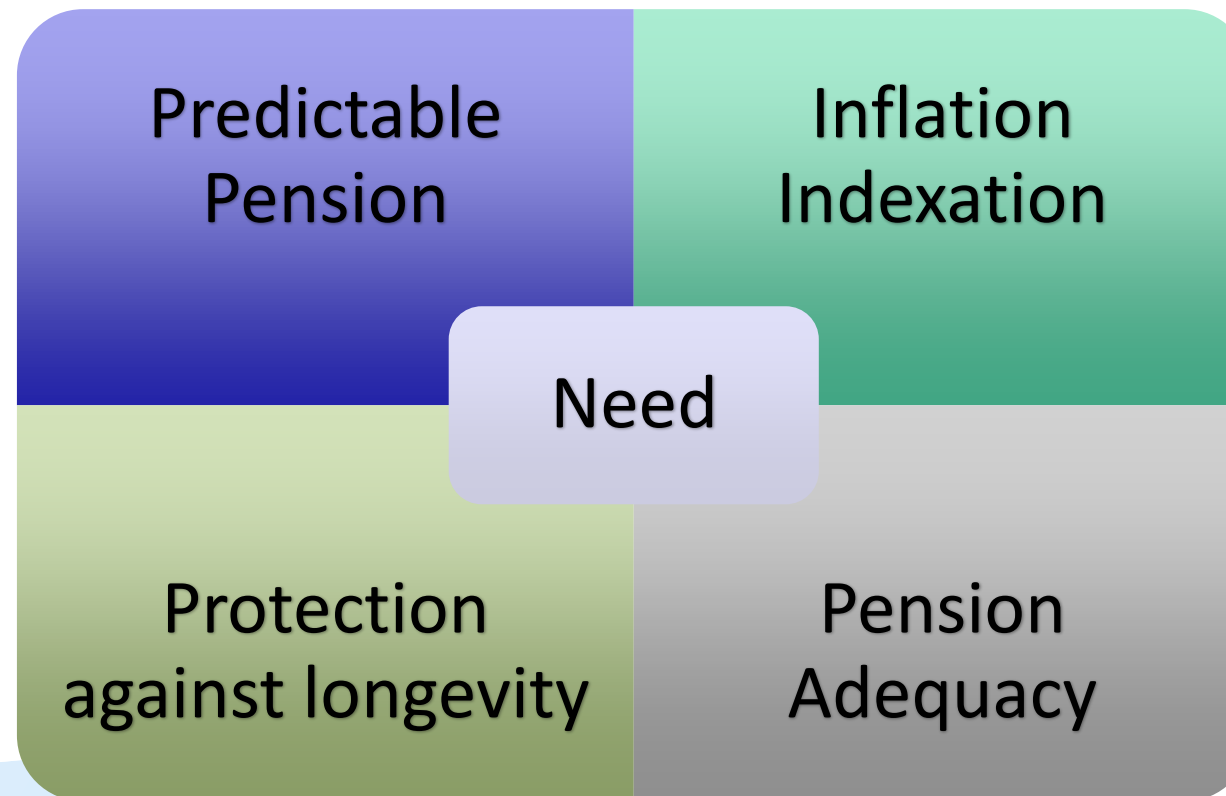 Predictable
Pension
Inflation
Indexation
Need
Protection
against longevity
Pension
Adequacy